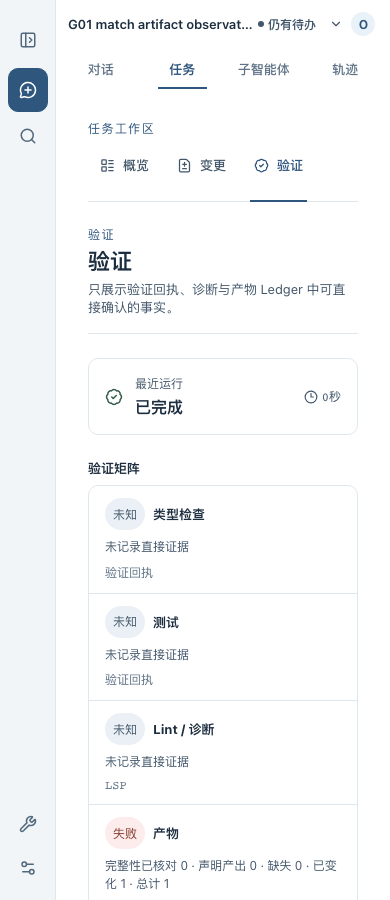 G01 match artifact observat... 仍有待办 O
对话 任务 子智能体 轨迹
任务工作区
概览 变更 验证
验证
验证
只展示验证回执、诊断与产物 Ledger 中可直
接确认的事实。
最近运行
已完成
0秒
验证矩阵
未知 类型检查
未记录直接证据
验证回执
未知 测试
未记录直接证据
验证回执
未知 Lint / 诊断
未记录直接证据
LSP
失败 产物
完整性已核对 0 · 声明产出 0 · 缺失 0 · 已变
化 1 · 总计 1